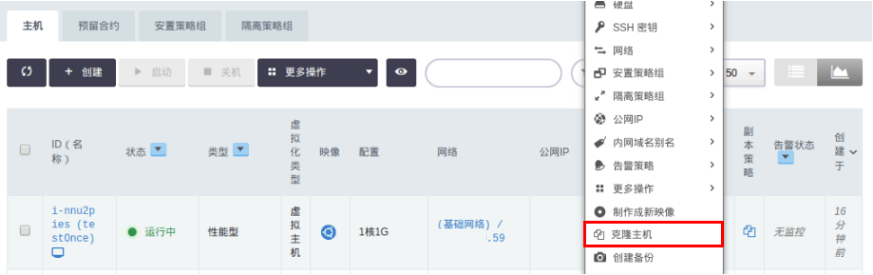 主机
预留合约
安置策略组
隔离策略组
+ 创建
启动
关机
更多操作
50
ID（名
称）
状态
类型
虚
拟
化
类
型
映像
配置
网络
公网IP
副
本
策
略
告警状态
创
建
于
i-nnu2p
ies (te
st0nce)
运行中
性能型
虚
拟
主
机
1核1G
(基础网络) /
.59
无监控
16
分
钟
前
硬盘
SSH 密钥
网络
安置策略组
隔离策略组
公网IP
内网域名别名
告警策略
更多操作
制作成新映像
克隆主机
创建备份